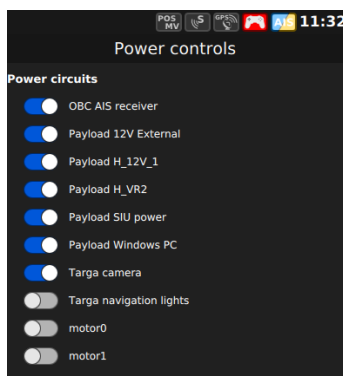 POS MV S GPS AIS 11:32
Power controls
Power circuits
OBC AIS receiver
Payload 12V External
Payload H_12V_1
Payload H_VR2
Payload SIU power
Payload Windows PC
Targa camera
Targa navigation lights
motor0
motor1